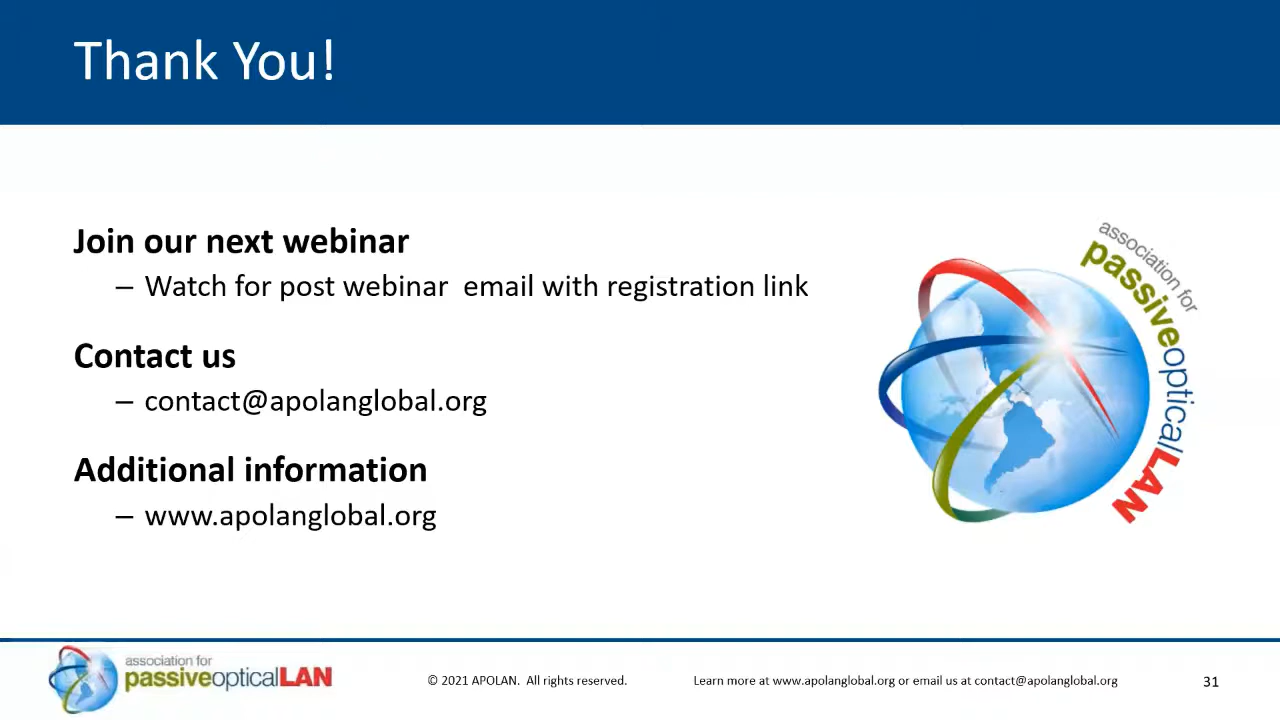 Thank You!
Join our next webinar
– Watch for post webinar  email with registration link
Contact us
– contact@apolanglobal.org
Additional information
– www.apolanglobal.org
association for
passiveopticalLAN
association for
passiveopticalLAN
© 2021 APOLAN.  All rights reserved.
Learn more at www.apolanglobal.org or email us at contact@apolanglobal.org
31